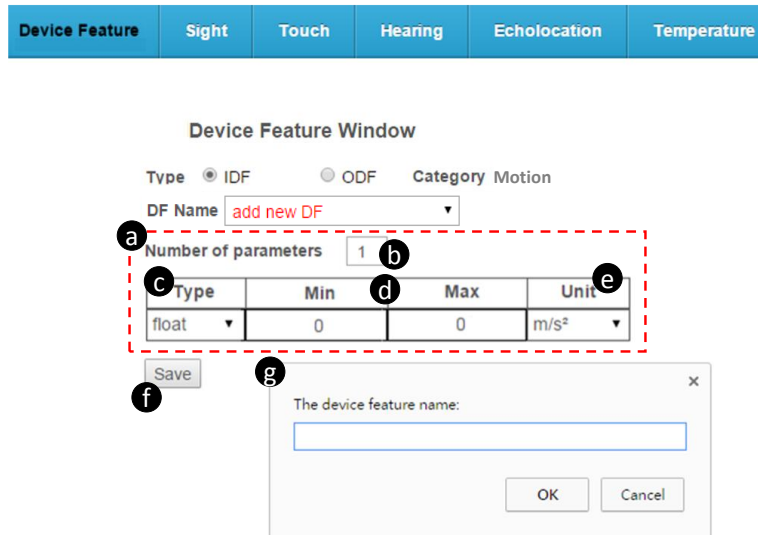 Device Feature Sight Touch Hearing Echolocation Temperature
Device Feature Window
Type IDF ODF Category Motion
DF Name add new DF
a
Number of parameters 1 b
c Type Min d Max Unit e
float 0 0 m/s²
Save g
f
×
The device feature name:
OK Cancel